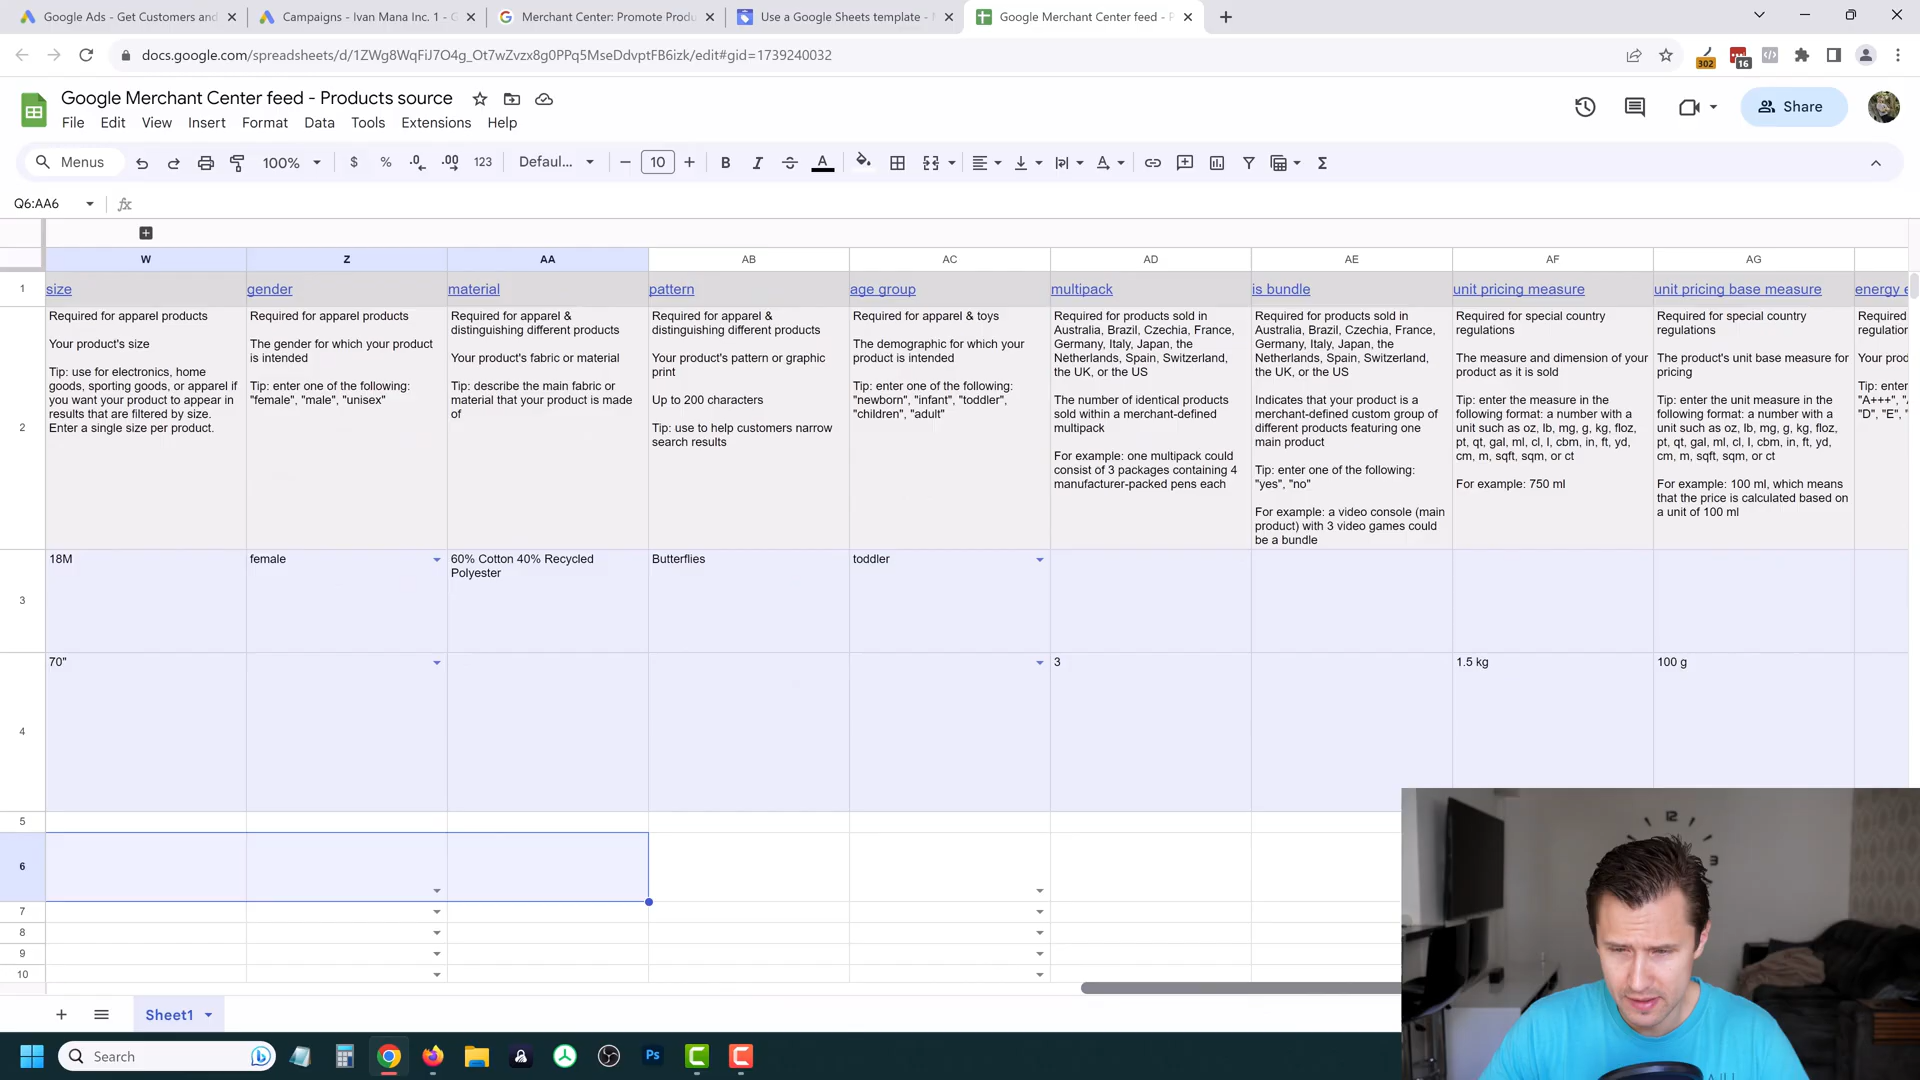 Google Ads - Get Customers and
Campaigns - Ivan Mana Inc. 1 - G
Merchant Center: Promote Produ
Use a Google Sheets template -
Google Merchant Center feed - P
docs.google.com/spreadsheets/d/1ZWg8WqFiJ7O4g_Ot7wZvzx8g0PPq5MseDdvptFB6izk/edit#gid=1739240032
302
16
Google Merchant Center feed - Products source
File Edit View Insert Format Data Tools Extensions Help
Share
Menus
100%
$ % .0 .00 123
Defaul...
10
B I A
Q6:AA6
fx
W Z AA AB AC AD AE AF AG
1
size
gender
material
pattern
age group
multipack
is bundle
unit pricing measure
unit pricing base measure
energy e
2
Required for apparel products
Your product's size
Tip: use for electronics, home
goods, sporting goods, or apparel if
you want your product to appear in
results that are filtered by size.
Enter a single size per product.
Required for apparel products
The gender for which your product
is intended
Tip: enter one of the following:
"female", "male", "unisex"
Required for apparel &
distinguishing different products
Your product's fabric or material
Tip: describe the main fabric or
material that your product is made
of
Required for apparel &
distinguishing different products
Your product's pattern or graphic
print
Up to 200 characters
Tip: use to help customers narrow
search results
Required for apparel & toys
The demographic for which your
product is intended
Tip: enter one of the following:
"newborn", "infant", "toddler",
"children", "adult"
Required for products sold in
Australia, Brazil, Czechia, France,
Germany, Italy, Japan, the
Netherlands, Spain, Switzerland,
the UK, or the US
The number of identical products
sold within a merchant-defined
multipack
For example: one multipack could
consist of 3 packages containing 4
manufacturer-packed pens each
Required for products sold in
Australia, Brazil, Czechia, France,
Germany, Italy, Japan, the
Netherlands, Spain, Switzerland,
the UK, or the US
Indicates that your product is a
merchant-defined custom group of
different products featuring one
main product
Tip: enter one of the following:
"yes", "no"
For example: a video console (main
product) with 3 video games could
be a bundle
Required for special country
regulations
The measure and dimension of your
product as it is sold
Tip: enter the measure in the
following format: a number with a
unit such as oz, lb, mg, g, kg, floz,
pt, qt, gal, ml, cl, l, cbm, in, ft, yd,
cm, m, sqft, sqm, or ct
For example: 750 ml
Required for special country
regulations
The product's unit base measure for
pricing
Tip: enter the unit measure in the
following format: a number with a
unit such as oz, lb, mg, g, kg, floz,
pt, qt, gal, ml, cl, l, cbm, in, ft, yd,
cm, m, sqft, sqm, or ct
For example: 100 ml, which means
that the price is calculated based on
a unit of 100 ml
Required
regulation
Your prod
Tip: enter
"A+++", "
"D", "E", "
3
18M
female
60% Cotton 40% Recycled
Polyester
Butterflies
toddler
4
70"
3
1.5 kg
100 g
5
6
7
8
9
10
Sheet1
Search
Ps